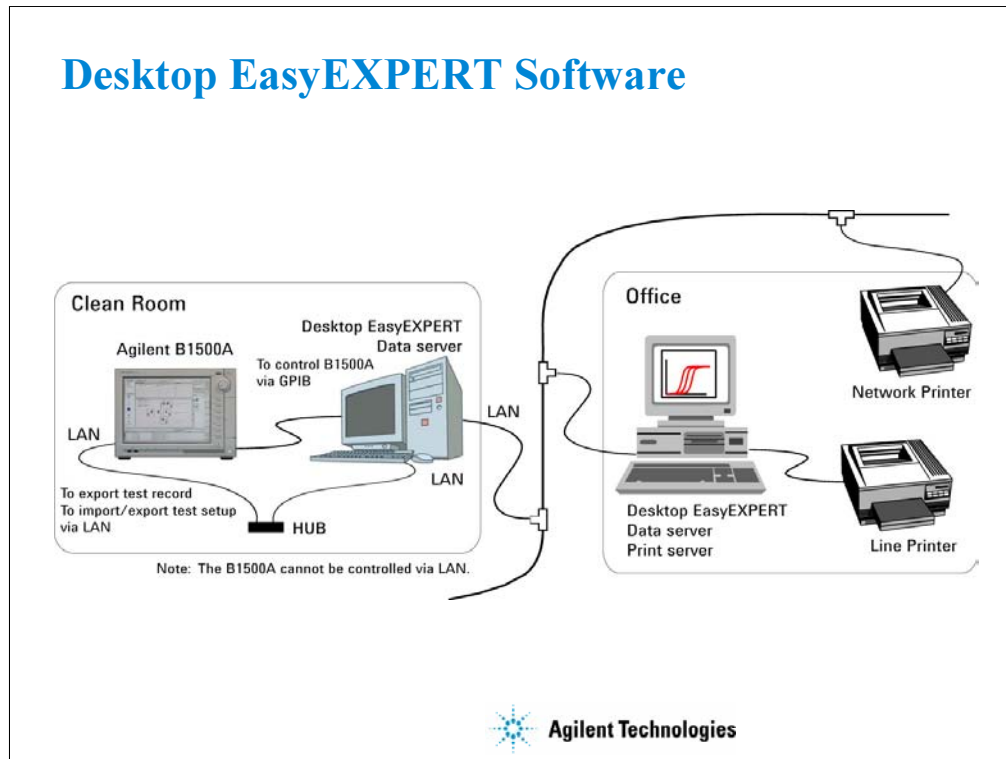 Desktop EasyEXPERT Software
Clean Room
Agilent B1500A
Desktop EasyEXPERT
Data server
To control B1500A
via GPIB
LAN
LAN
LAN
To export test record
To import/export test setup
via LAN
HUB
Note: The B1500A cannot be controlled via LAN.
Office
Network Printer
Desktop EasyEXPERT
Data server
Print server
Line Printer
Agilent Technologies